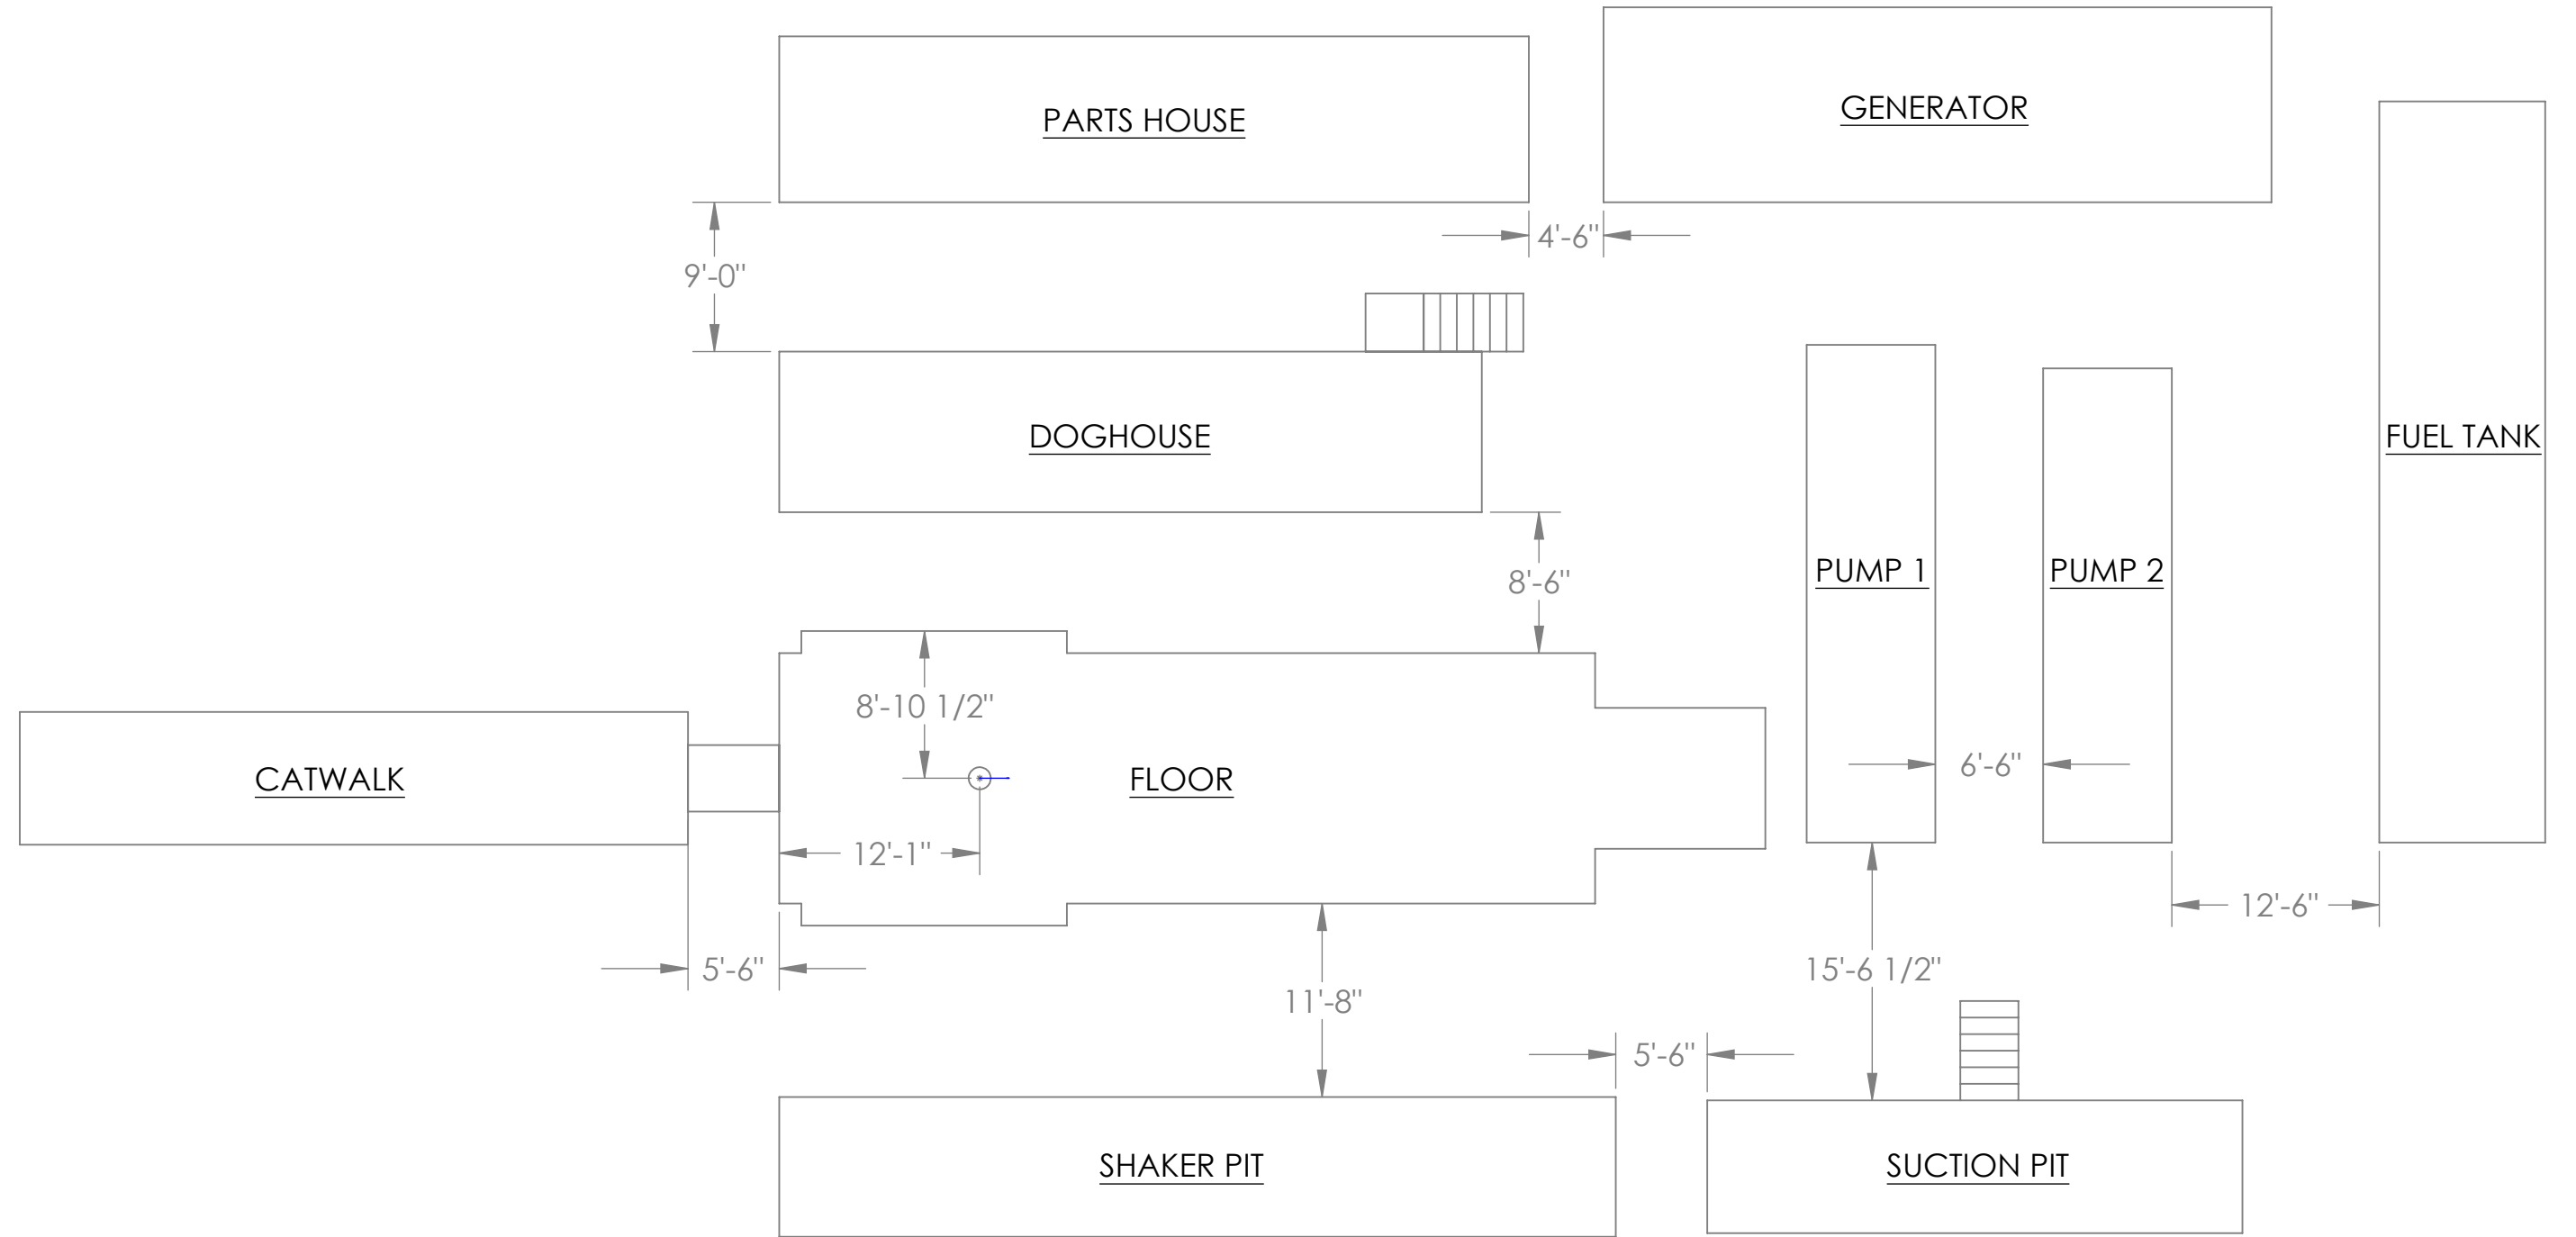 PARTS HOUSE
GENERATOR
4'-6"
9'-0"
DOGHOUSE
FUEL TANK
8'-6"
PUMP 1
PUMP 2
8'-10 1/2"
6'-6"
CATWALK
FLOOR
12'-1"
12'-6"
5'-6"
15'-6 1/2"
11'-8"
5'-6"
SHAKER PIT
SUCTION PIT